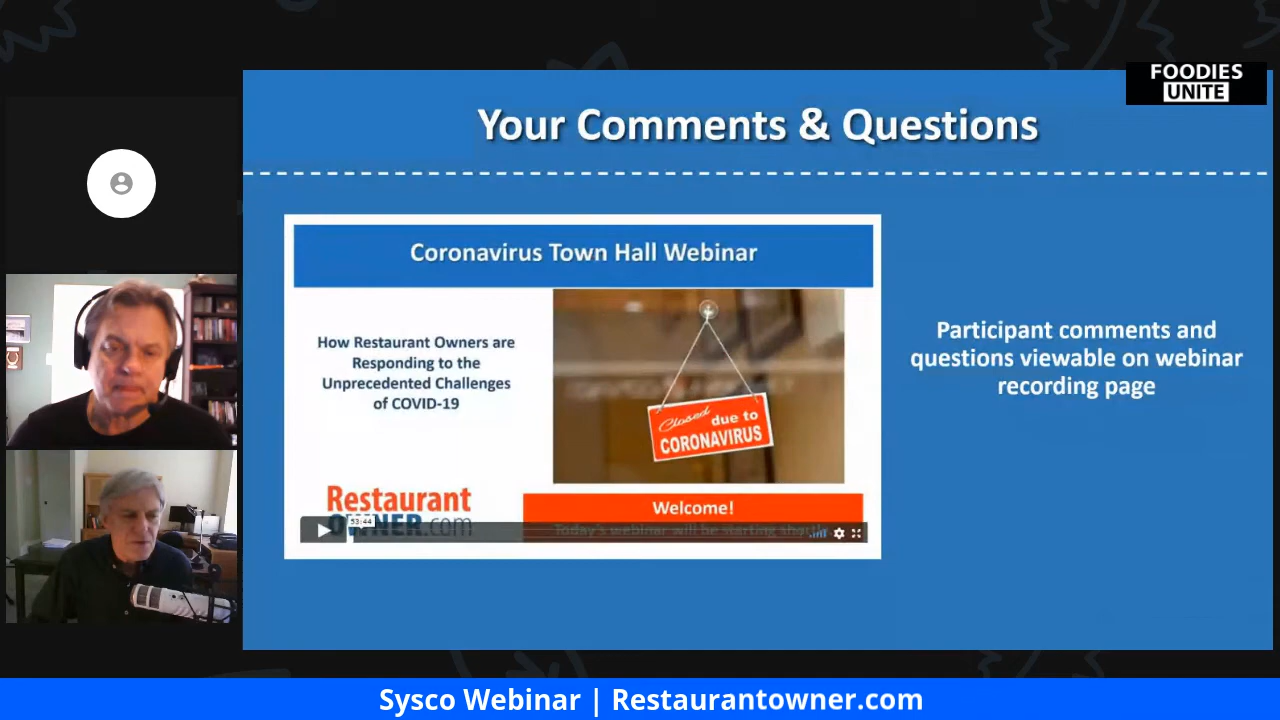 FOODIES
UNITE
Your Comments & Questions
Coronavirus Town Hall Webinar
How Restaurant Owners are
Responding to the
Unprecedented Challenges
of COVID-19
Closed due to
CORONAVIRUS
Restaurant
OWNER.com
53:44
Welcome!
Today's webinar will be starting shortly
Participant comments and
questions viewable on webinar
recording page
Sysco Webinar | Restaurantowner.com